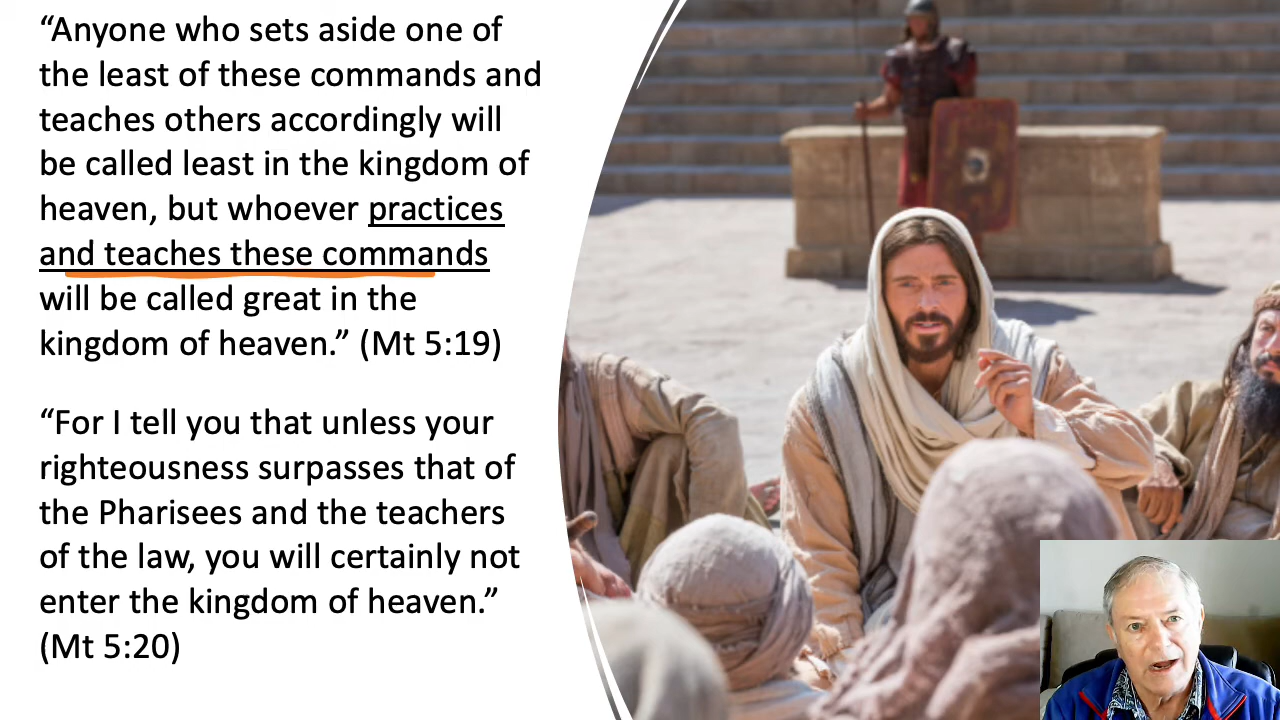 “Anyone who sets aside one of
the least of these commands and
teaches others accordingly will
be called least in the kingdom of
heaven, but whoever practices
and teaches these commands
will be called great in the
kingdom of heaven.” (Mt 5:19)
“For I tell you that unless your
righteousness surpasses that of
the Pharisees and the teachers
of the law, you will certainly not
enter the kingdom of heaven.”
(Mt 5:20)